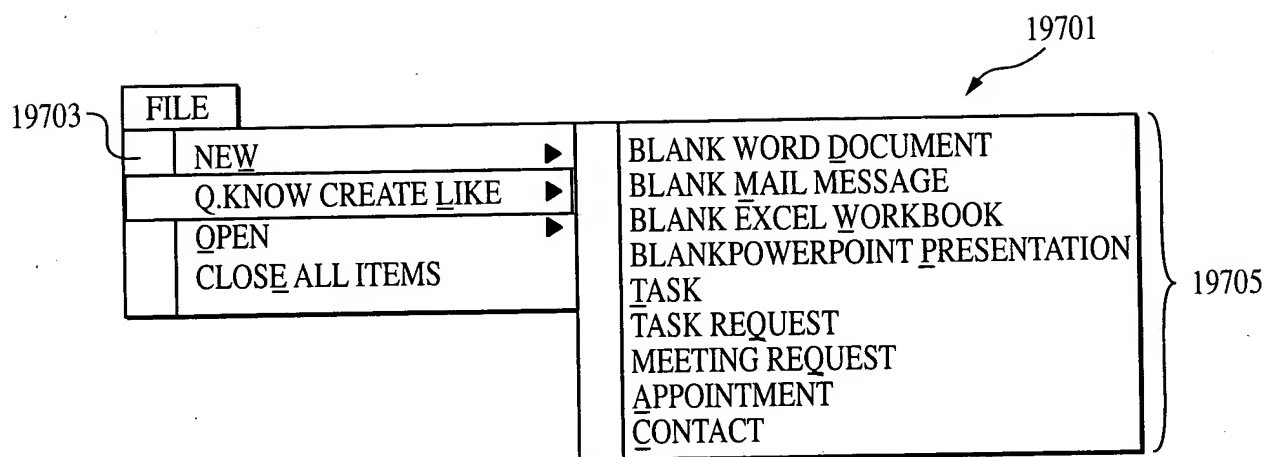 19701
19703
FILE
NEW
Q.KNOW CREATE LIKE
OPEN
CLOSE ALL ITEMS
BLANK WORD DOCUMENT
BLANK MAIL MESSAGE
BLANK EXCEL WORKBOOK
BLANKPOWERPOINT PRESENTATION
TASK
TASK REQUEST
MEETING REQUEST
APPOINTMENT
CONTACT
19705